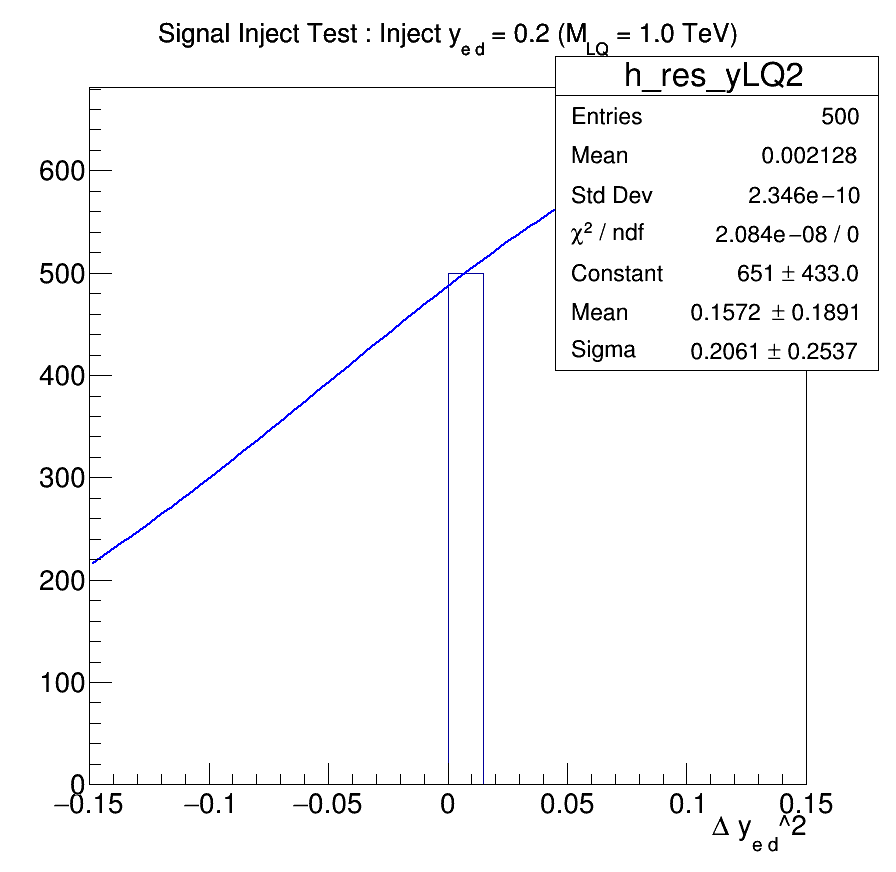 Signal Inject Test : Inject y_{e d} = 0.2 (M_{LQ} = 1.0 TeV)
h_res_yLQ2
Entries 500
Mean 0.002128
Std Dev 2.346e−10
χ² / ndf 2.084e−08 / 0
Constant 651 ± 433.0
Mean 0.1572 ± 0.1891
Sigma 0.2061 ± 0.2537
600
500
400
300
200
100
0
−0.15 −0.1 −0.05 0 0.05 0.1 0.15
Δ y_{e d}^2